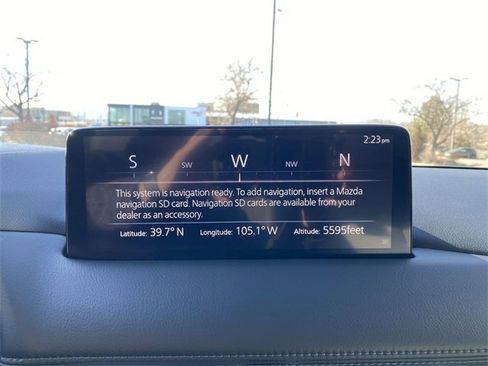 2:23pm
S SW W NW N
This system is navigation ready. To add navigation, insert a Mazda
navigation SD card. Navigation SD cards are available from your
dealer as an accessory.
Latitude: 39.7° N Longitude: 105.1° W Altitude: 5595feet